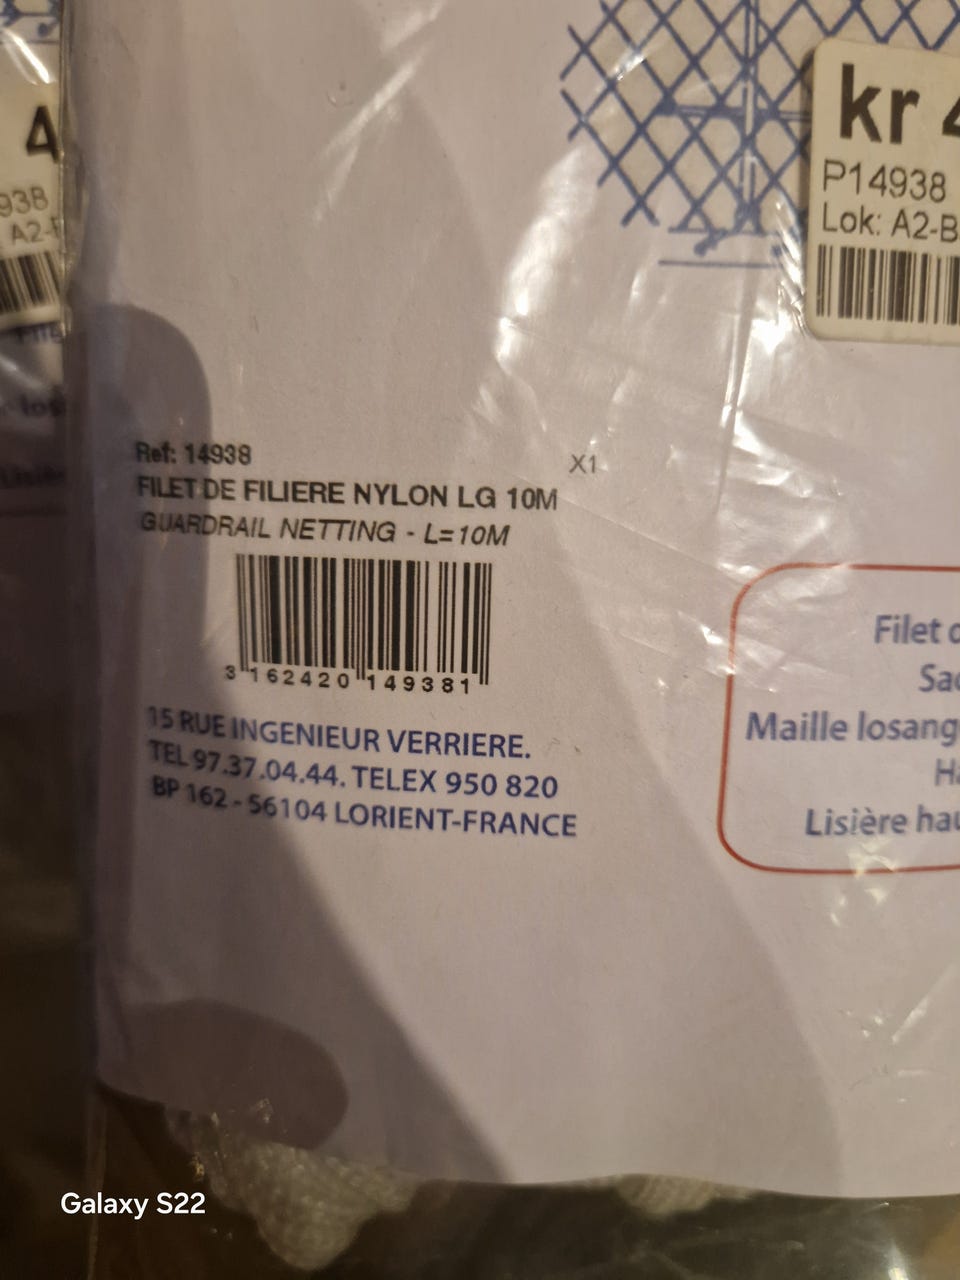 4
938
A2-
kr 4
P14938
Lok: A2-B
Ref: 14938
X1
FILET DE FILIERE NYLON LG 10M
GUARDRAIL NETTING - L=10M
3 162420 149381
15 RUE INGENIEUR VERRIERE.
TEL 97.37.04.44. TELEX 950 820
BP 162 - 56104 LORIENT-FRANCE
Filet d
Sac
Maille losang
Ha
Lisière hau
Galaxy S22